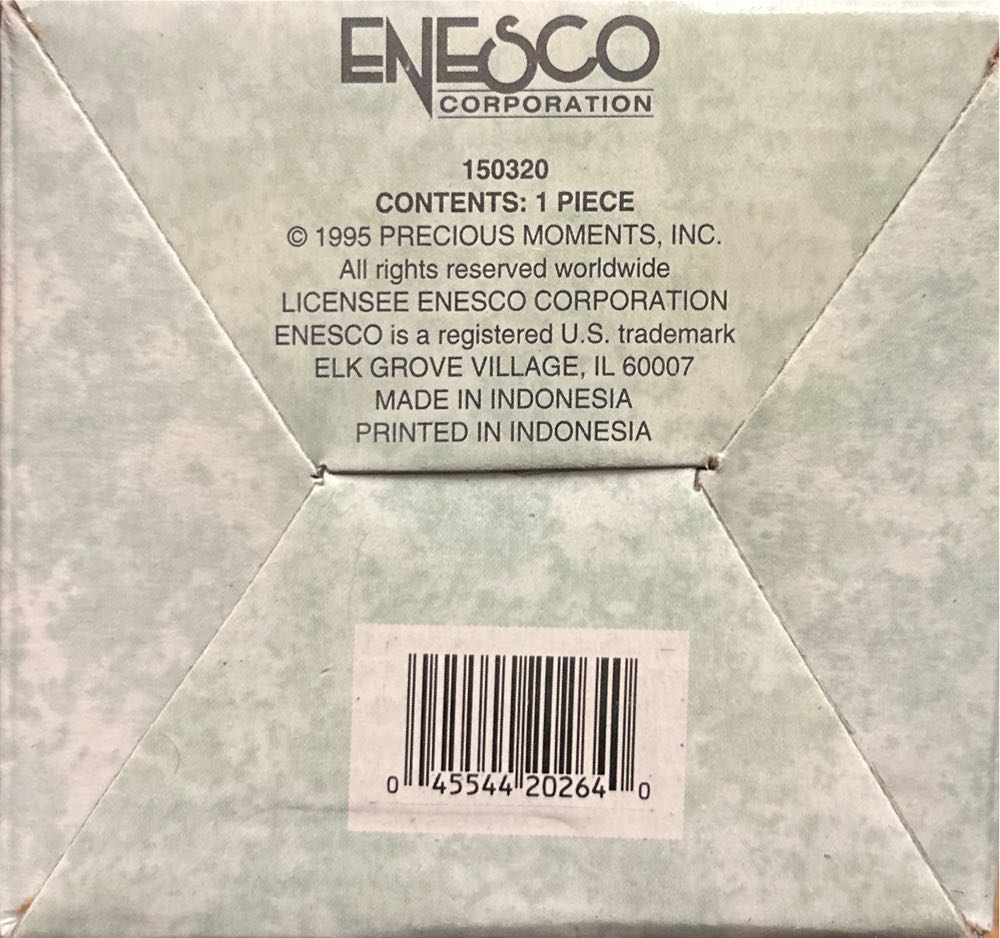 ENESCO
CORPORATION
150320
CONTENTS: 1 PIECE
© 1995 PRECIOUS MOMENTS, INC.
All rights reserved worldwide
LICENSEE ENESCO CORPORATION
ENESCO is a registered U.S. trademark
ELK GROVE VILLAGE, IL 60007
MADE IN INDONESIA
PRINTED IN INDONESIA
0 45544 20264 0